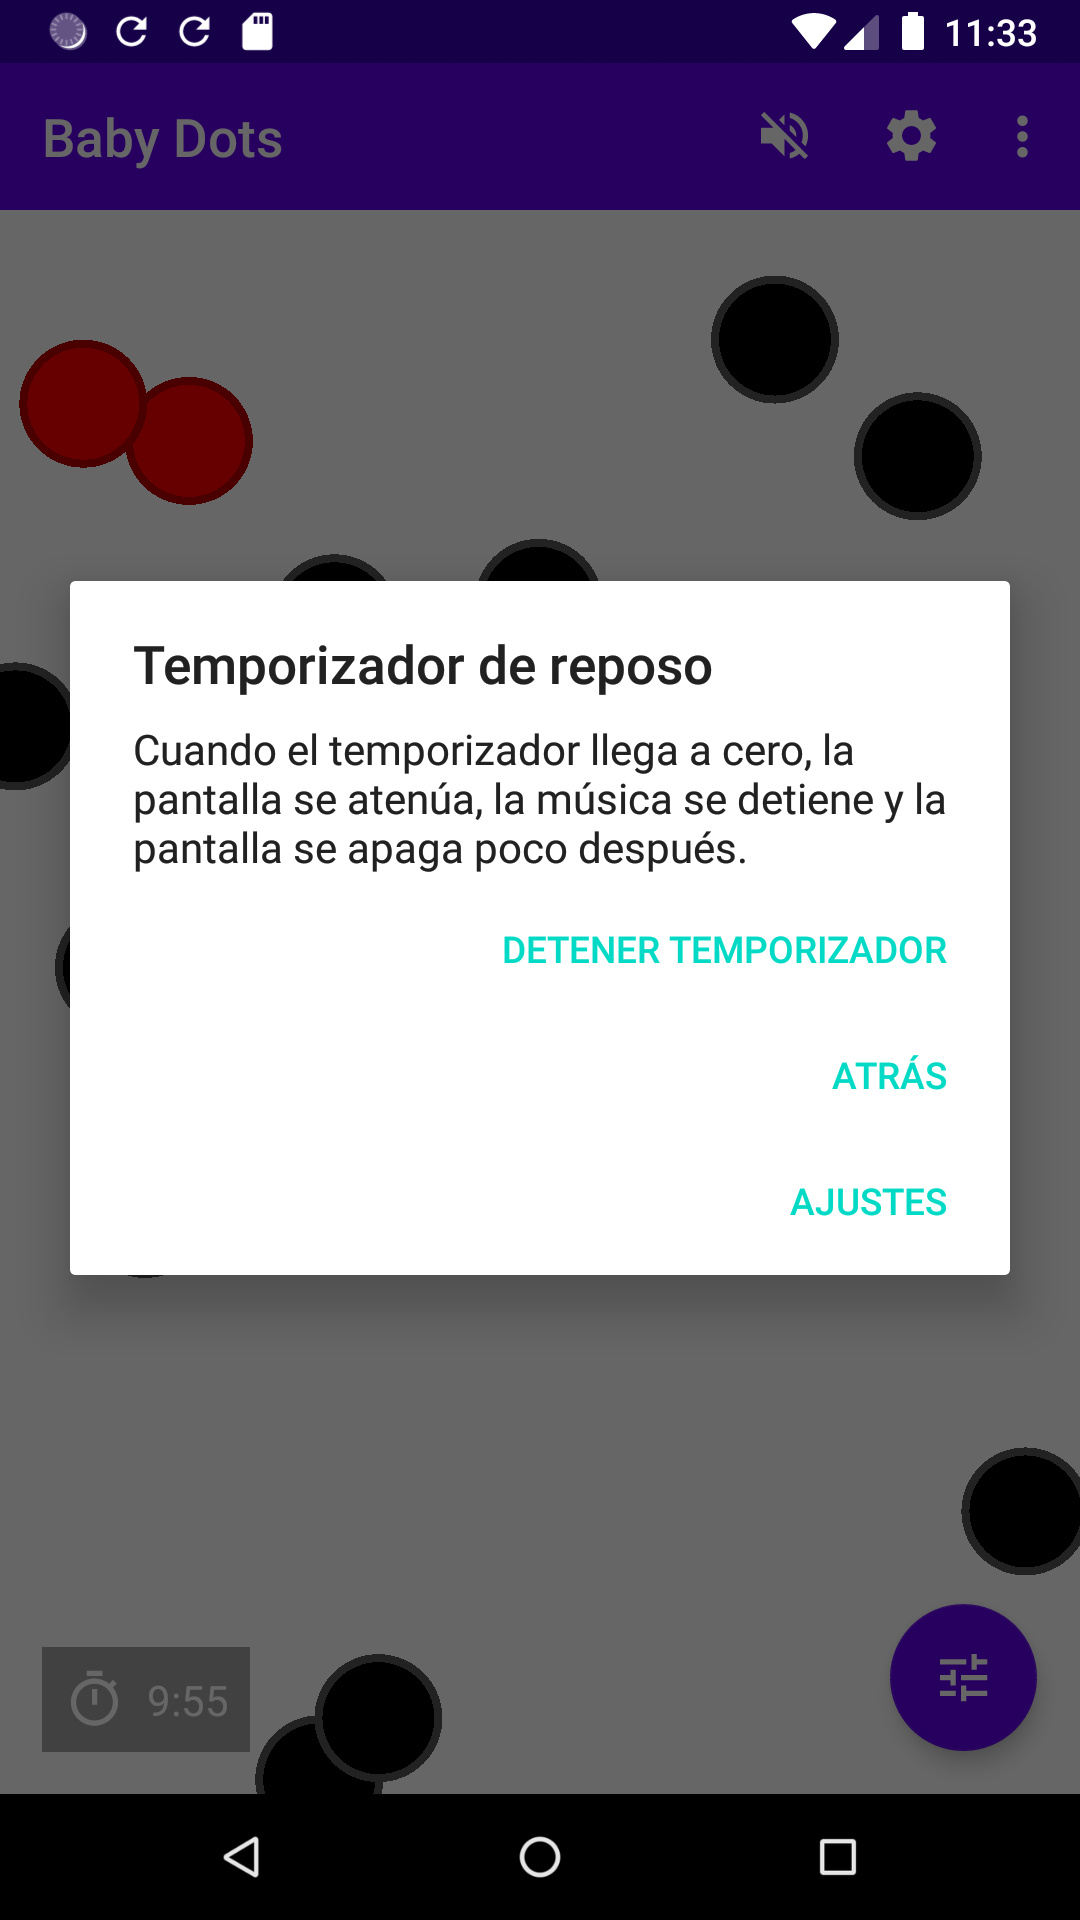 11:33
Baby Dots
Temporizador de reposo
Cuando el temporizador llega a cero, la
pantalla se atenúa, la música se detiene y la
pantalla se apaga poco después.
DETENER TEMPORIZADOR
ATRÁS
AJUSTES
9:55